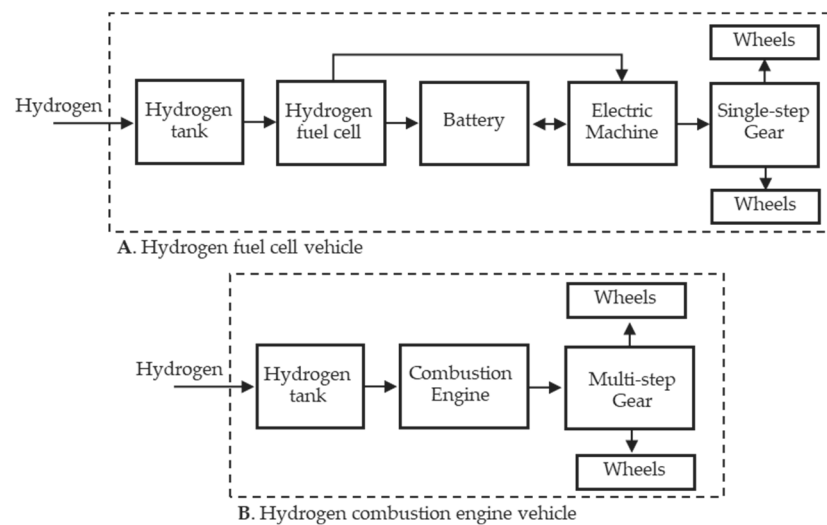 Wheels
Hydrogen
Hydrogen
tank
Hydrogen
fuel cell
Battery
Electric
Machine
Single-step
Gear
Wheels
A. Hydrogen fuel cell vehicle
Wheels
Hydrogen
Hydrogen
tank
Combustion
Engine
Multi-step
Gear
Wheels
B. Hydrogen combustion engine vehicle